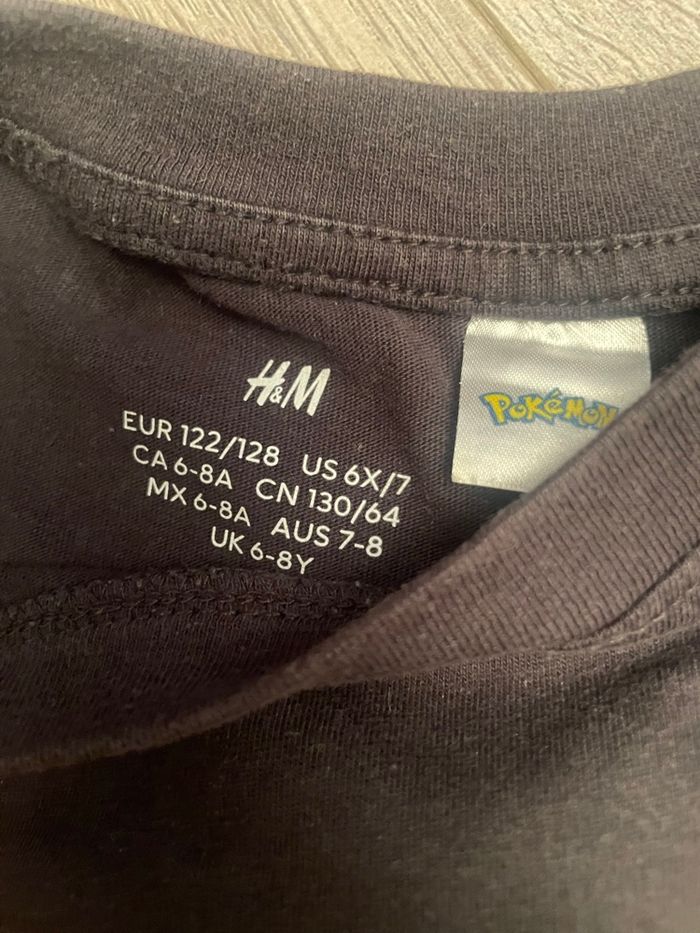 H&M
EUR 122/128 US 6X/7
CA 6-8A CN 130/64
MX 6-8A AUS 7-8
UK 6-8Y
POKéMON